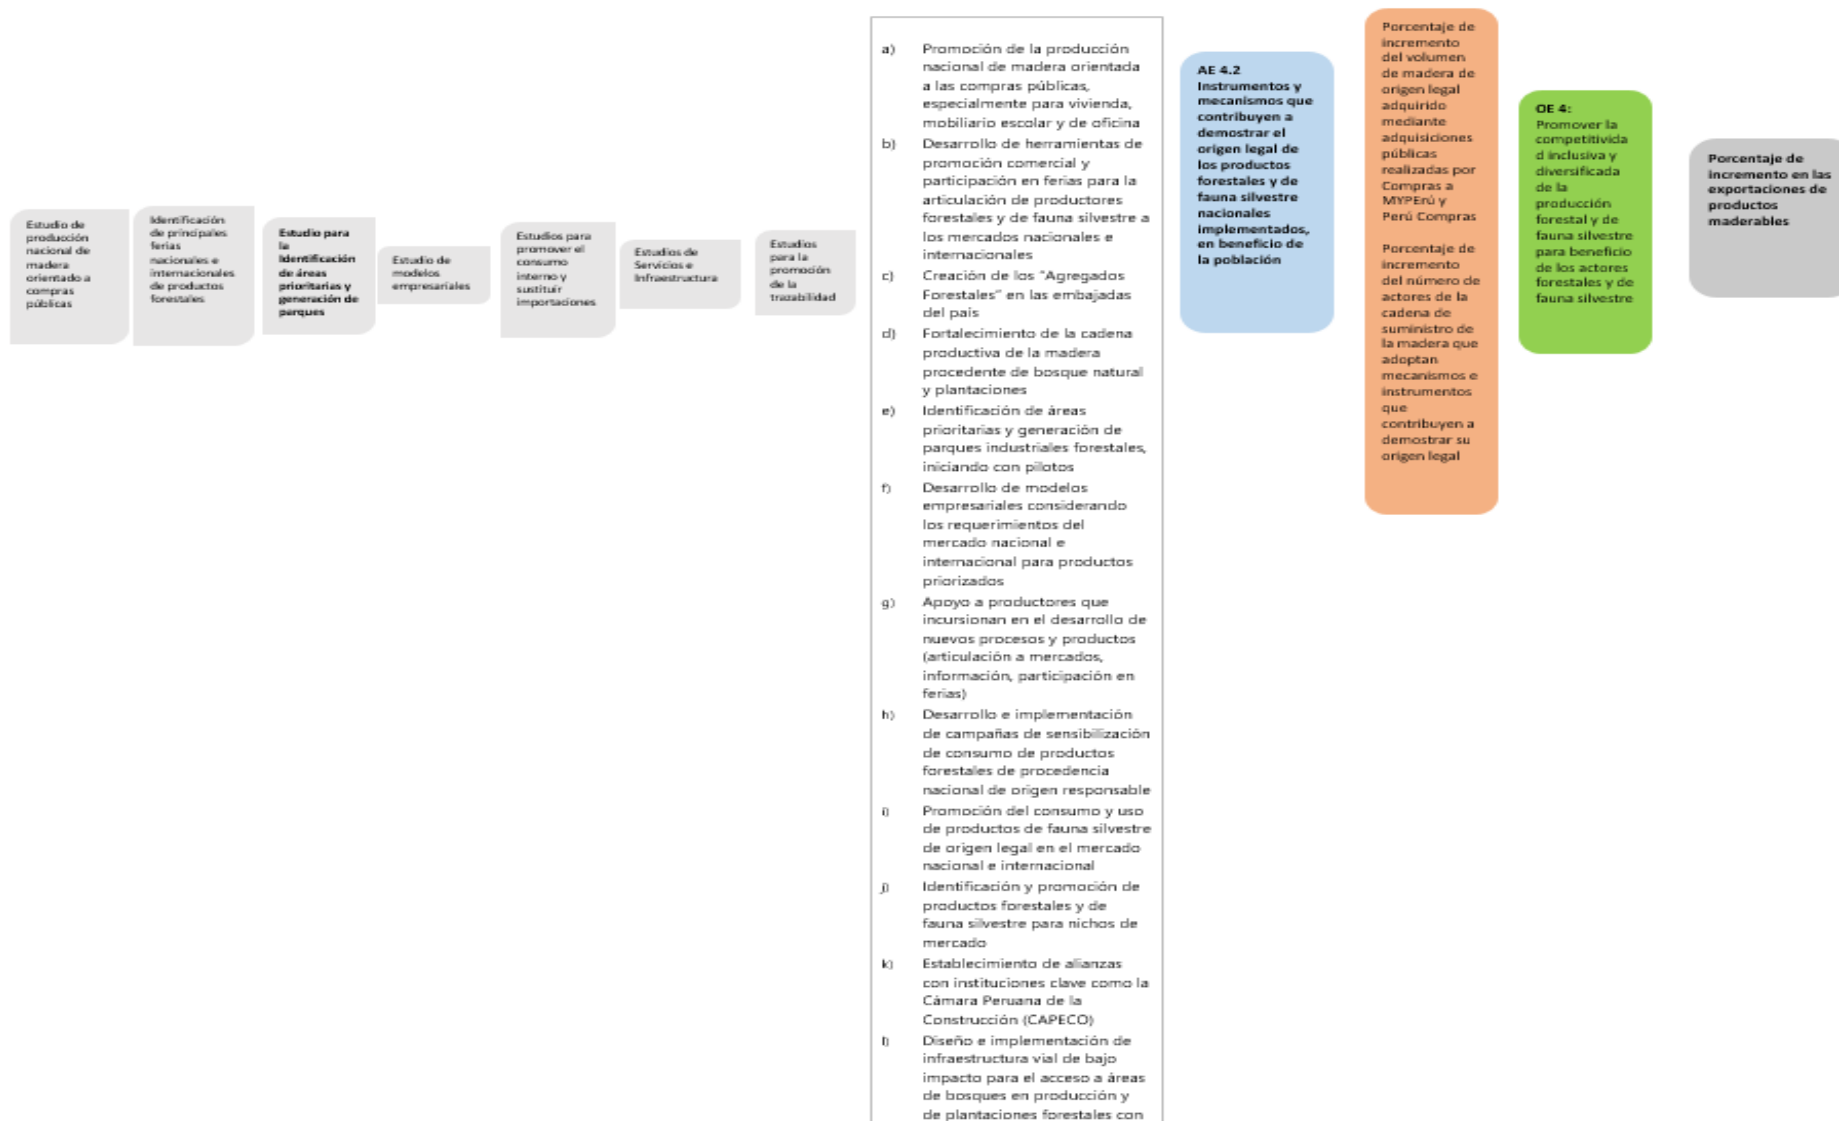 Estudio de
producción
nacional de
madera
orientado a
compras
públicas
Identificación
de principales
ferias
nacionales e
internacionales
de productos
forestales
Estudio para
la
Identificación
de áreas
prioritarias y
generación de
parques
Estudio de
modelos
empresariales
Estudios para
promover el
consumo
interno y
sustituir
importaciones
Estudios de
Servicios e
Infraestructura
Estudios
para la
promoción
de la
trazabilidad
a) Promoción de la producción
nacional de madera orientada
a las compras públicas,
especialmente para vivienda,
mobiliario escolar y de oficina
b) Desarrollo de herramientas de
promoción comercial y
participación en ferias para la
articulación de productores
forestales y de fauna silvestre a
los mercados nacionales e
internacionales
c) Creación de los "Agregados
Forestales" en las embajadas
del país
d) Fortalecimiento de la cadena
productiva de la madera
procedente de bosque natural
y plantaciones
e) Identificación de áreas
prioritarias y generación de
parques industriales forestales,
iniciando con pilotos
f) Desarrollo de modelos
empresariales considerando
los requerimientos del
mercado nacional e
internacional para productos
priorizados
g) Apoyo a productores que
incursionan en el desarrollo de
nuevos procesos y productos
(articulación a mercados,
información, participación en
ferias)
h) Desarrollo e implementación
de campañas de sensibilización
de consumo de productos
forestales de procedencia
nacional de origen responsable
i) Promoción del consumo y uso
de productos de fauna silvestre
de origen legal en el mercado
nacional e internacional
j) Identificación y promoción de
productos forestales y de
fauna silvestre para nichos de
mercado
k) Establecimiento de alianzas
con instituciones clave como la
Cámara Peruana de la
Construcción (CAPECO)
l) Diseño e implementación de
infraestructura vial de bajo
impacto para el acceso a áreas
de bosques en producción y
de plantaciones forestales con
AE 4.2
Instrumentos y
mecanismos que
contribuyen a
demostrar el
origen legal de
los productos
forestales y de
fauna silvestre
nacionales
implementados,
en beneficio de
la población
Porcentaje de
incremento
del volumen
de madera de
origen legal
adquirido
mediante
adquisiciones
públicas
realizadas por
Compras a
MYPErú y
Perú Compras
Porcentaje de
incremento
del número de
actores de la
cadena de
suministro de
la madera que
adoptan
mecanismos e
instrumentos
que
contribuyen a
demostrar su
origen legal
OE 4:
Promover la
competitivida
d inclusiva y
diversificada
de la
producción
forestal y de
fauna silvestre
para beneficio
de los actores
forestales y de
fauna silvestre
Porcentaje de
incremento en las
exportaciones de
productos
maderables